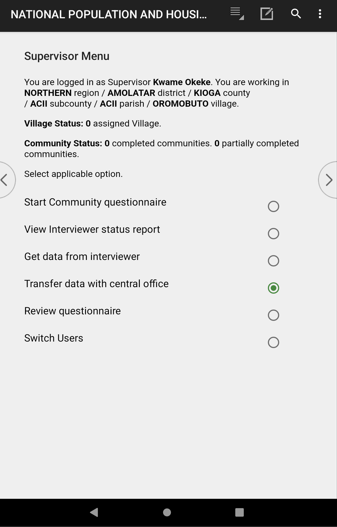 NATIONAL POPULATION AND HOUSI...
Supervisor Menu
You are logged in as Supervisor Kwame Okeke. You are working in
NORTHERN region / AMOLATAR district / KIOGA county
/ ACII subcounty / ACII parish / OROMOBUTO village.
Village Status: 0 assigned Village.
Community Status: 0 completed communities. 0 partially completed
communities.
Select applicable option.
Start Community questionnaire
View Interviewer status report
Get data from interviewer
Transfer data with central office
Review questionnaire
Switch Users